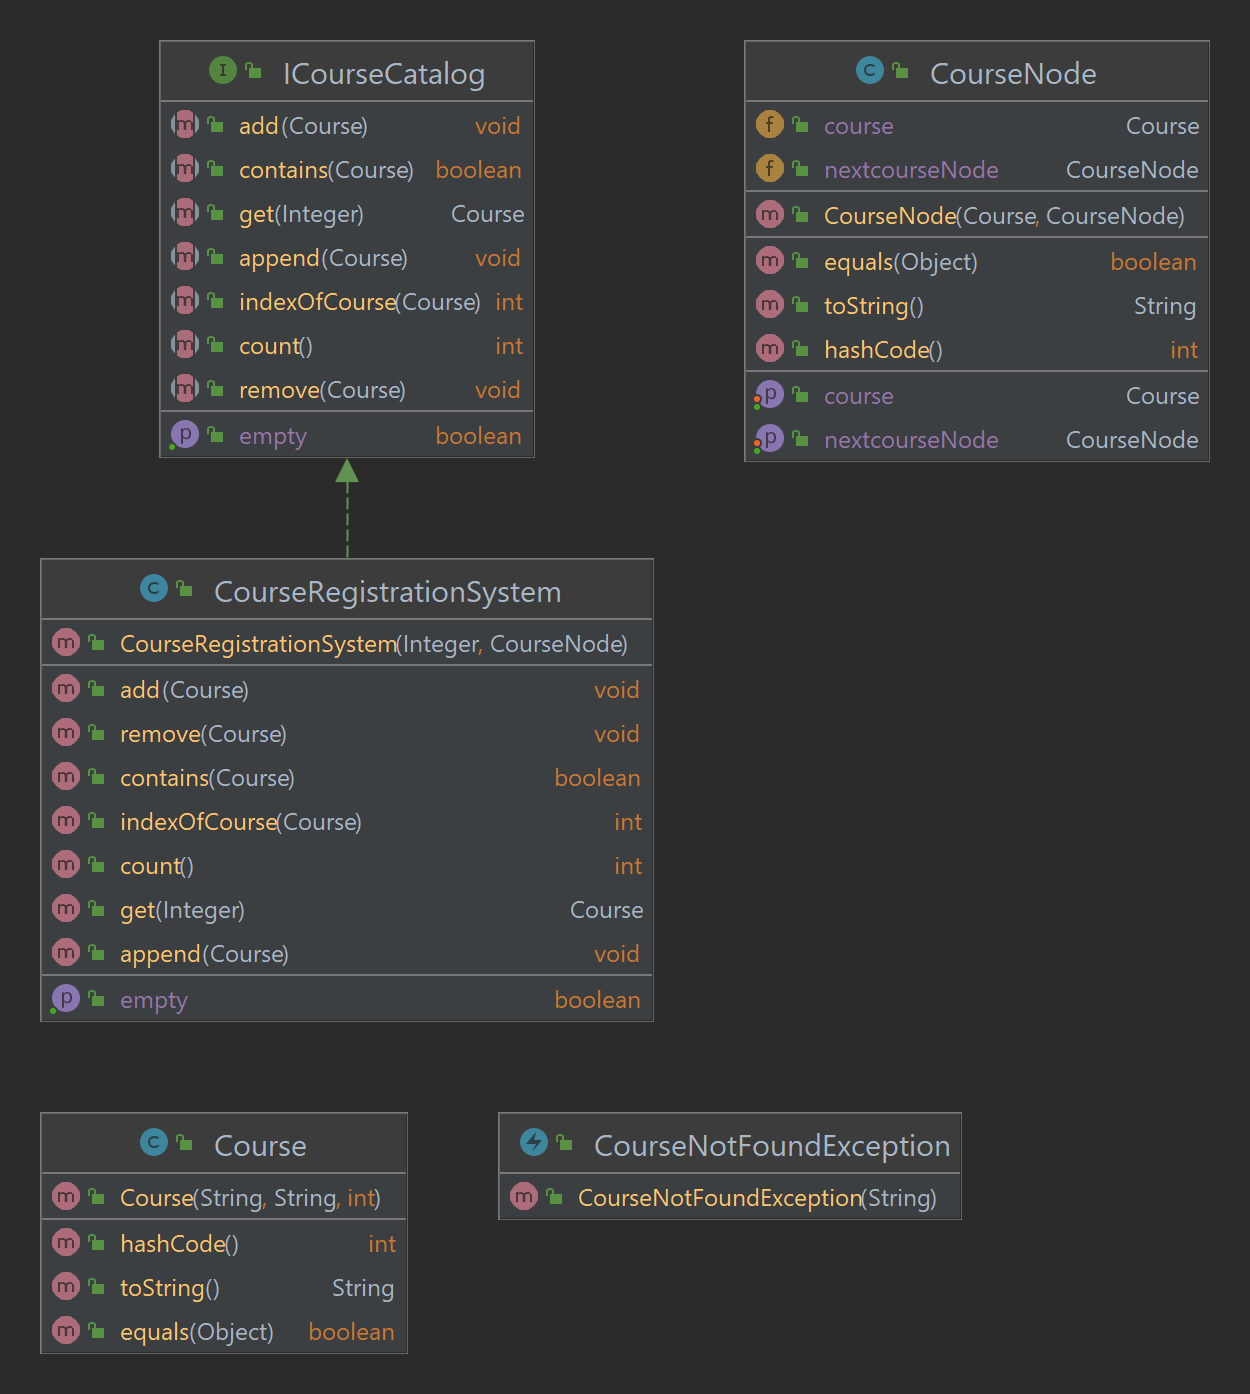 ICourseCatalog
add(Course) void
contains(Course) boolean
get(Integer) Course
append(Course) void
indexOfCourse(Course) int
count() int
remove(Course) void
empty boolean
CourseNode
course Course
nextcourseNode CourseNode
CourseNode(Course, CourseNode)
equals(Object) boolean
toString() String
hashCode() int
course Course
nextcourseNode CourseNode
CourseRegistrationSystem
CourseRegistrationSystem(Integer, CourseNode)
add(Course) void
remove(Course) void
contains(Course) boolean
indexOfCourse(Course) int
count() int
get(Integer) Course
append(Course) void
empty boolean
Course
Course(String, String, int)
hashCode() int
toString() String
equals(Object) boolean
CourseNotFoundException
CourseNotFoundException(String)